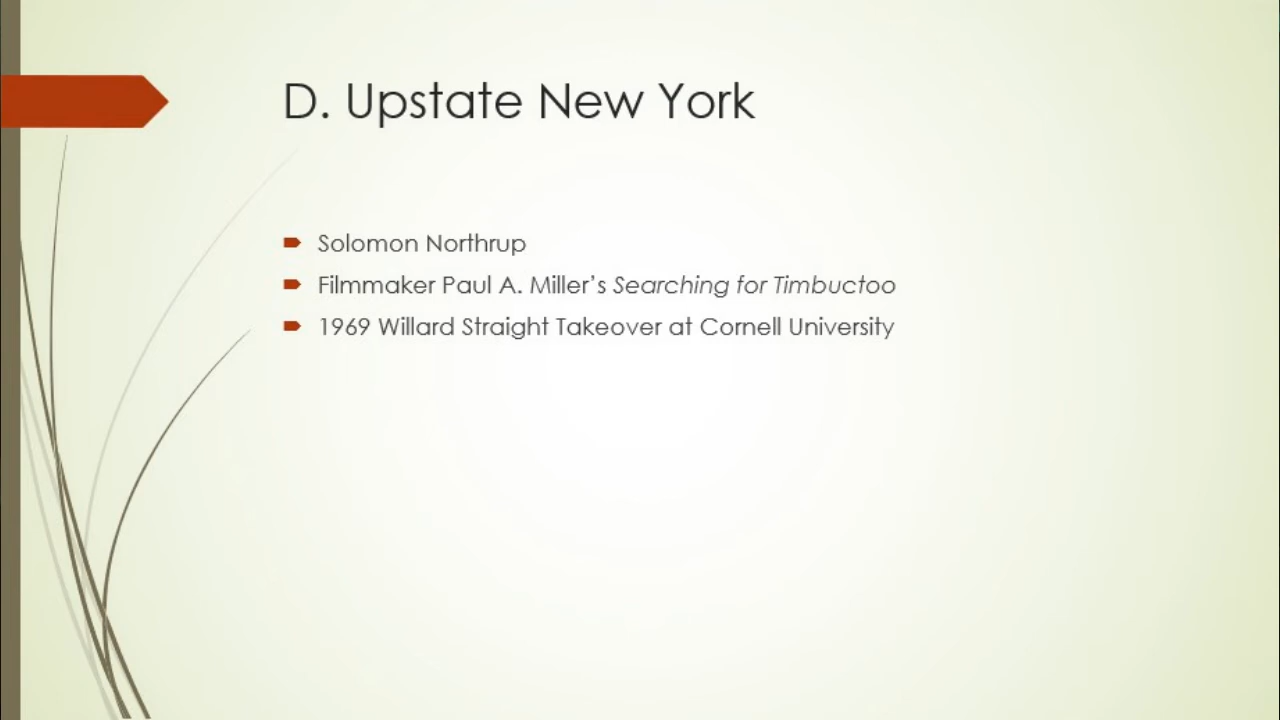 D. Upstate New York
Solomon Northrup
Filmmaker Paul A. Miller’s Searching for Timbuctoo
1969 Willard Straight Takeover at Cornell University